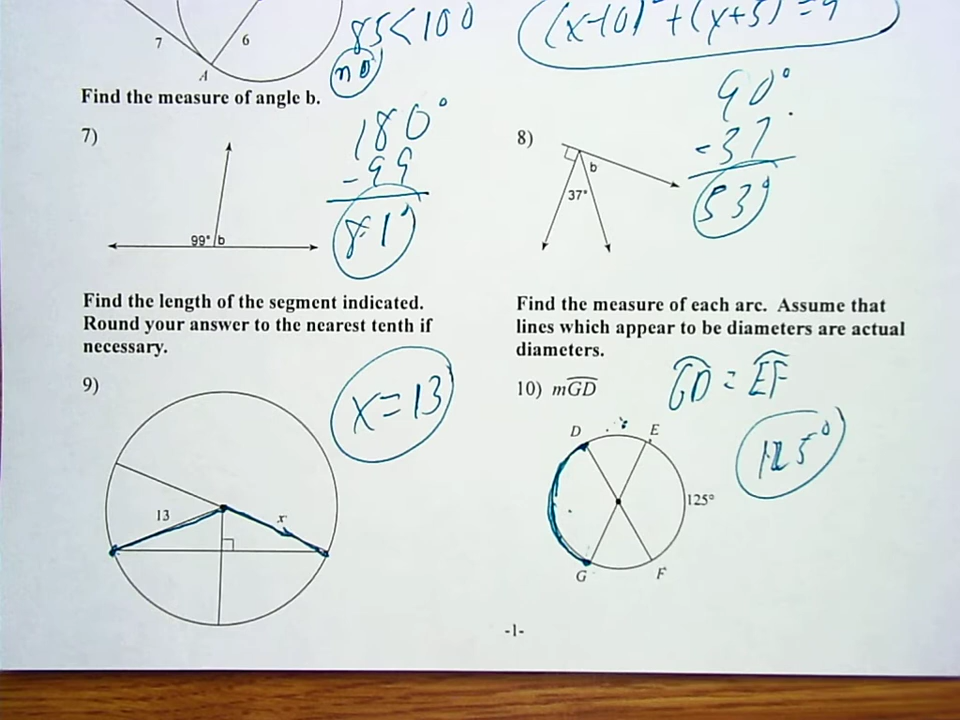 7
6
A
85<100
no
(x-10)² + (y+5)² = 9
Find the measure of angle b.
7)
99° b
180°
-99
81°
8)
b
37°
90°
-37
53°
Find the length of the segment indicated.
Round your answer to the nearest tenth if
necessary.
9)
13
x
x=13
Find the measure of each arc. Assume that
lines which appear to be diameters are actual
diameters.
10) mGD
GD = EF
125°
D
E
125°
G
F
-1-